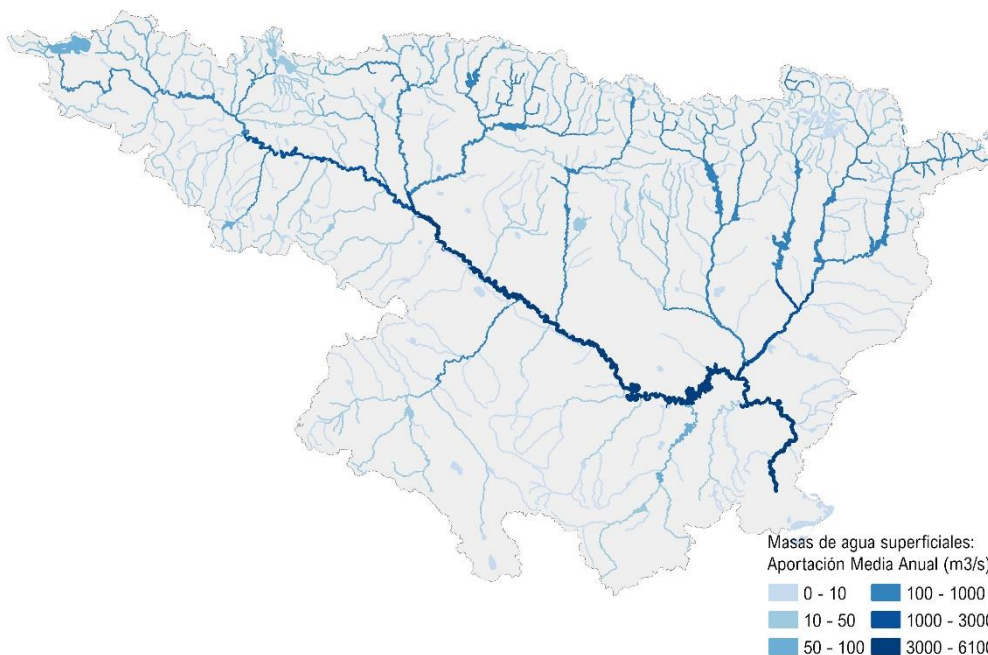 Masas de agua superficiales:
Aportación Media Anual (m3/s)
0 - 10
10 - 50
50 - 100
100 - 1000
1000 - 3000
3000 - 6100